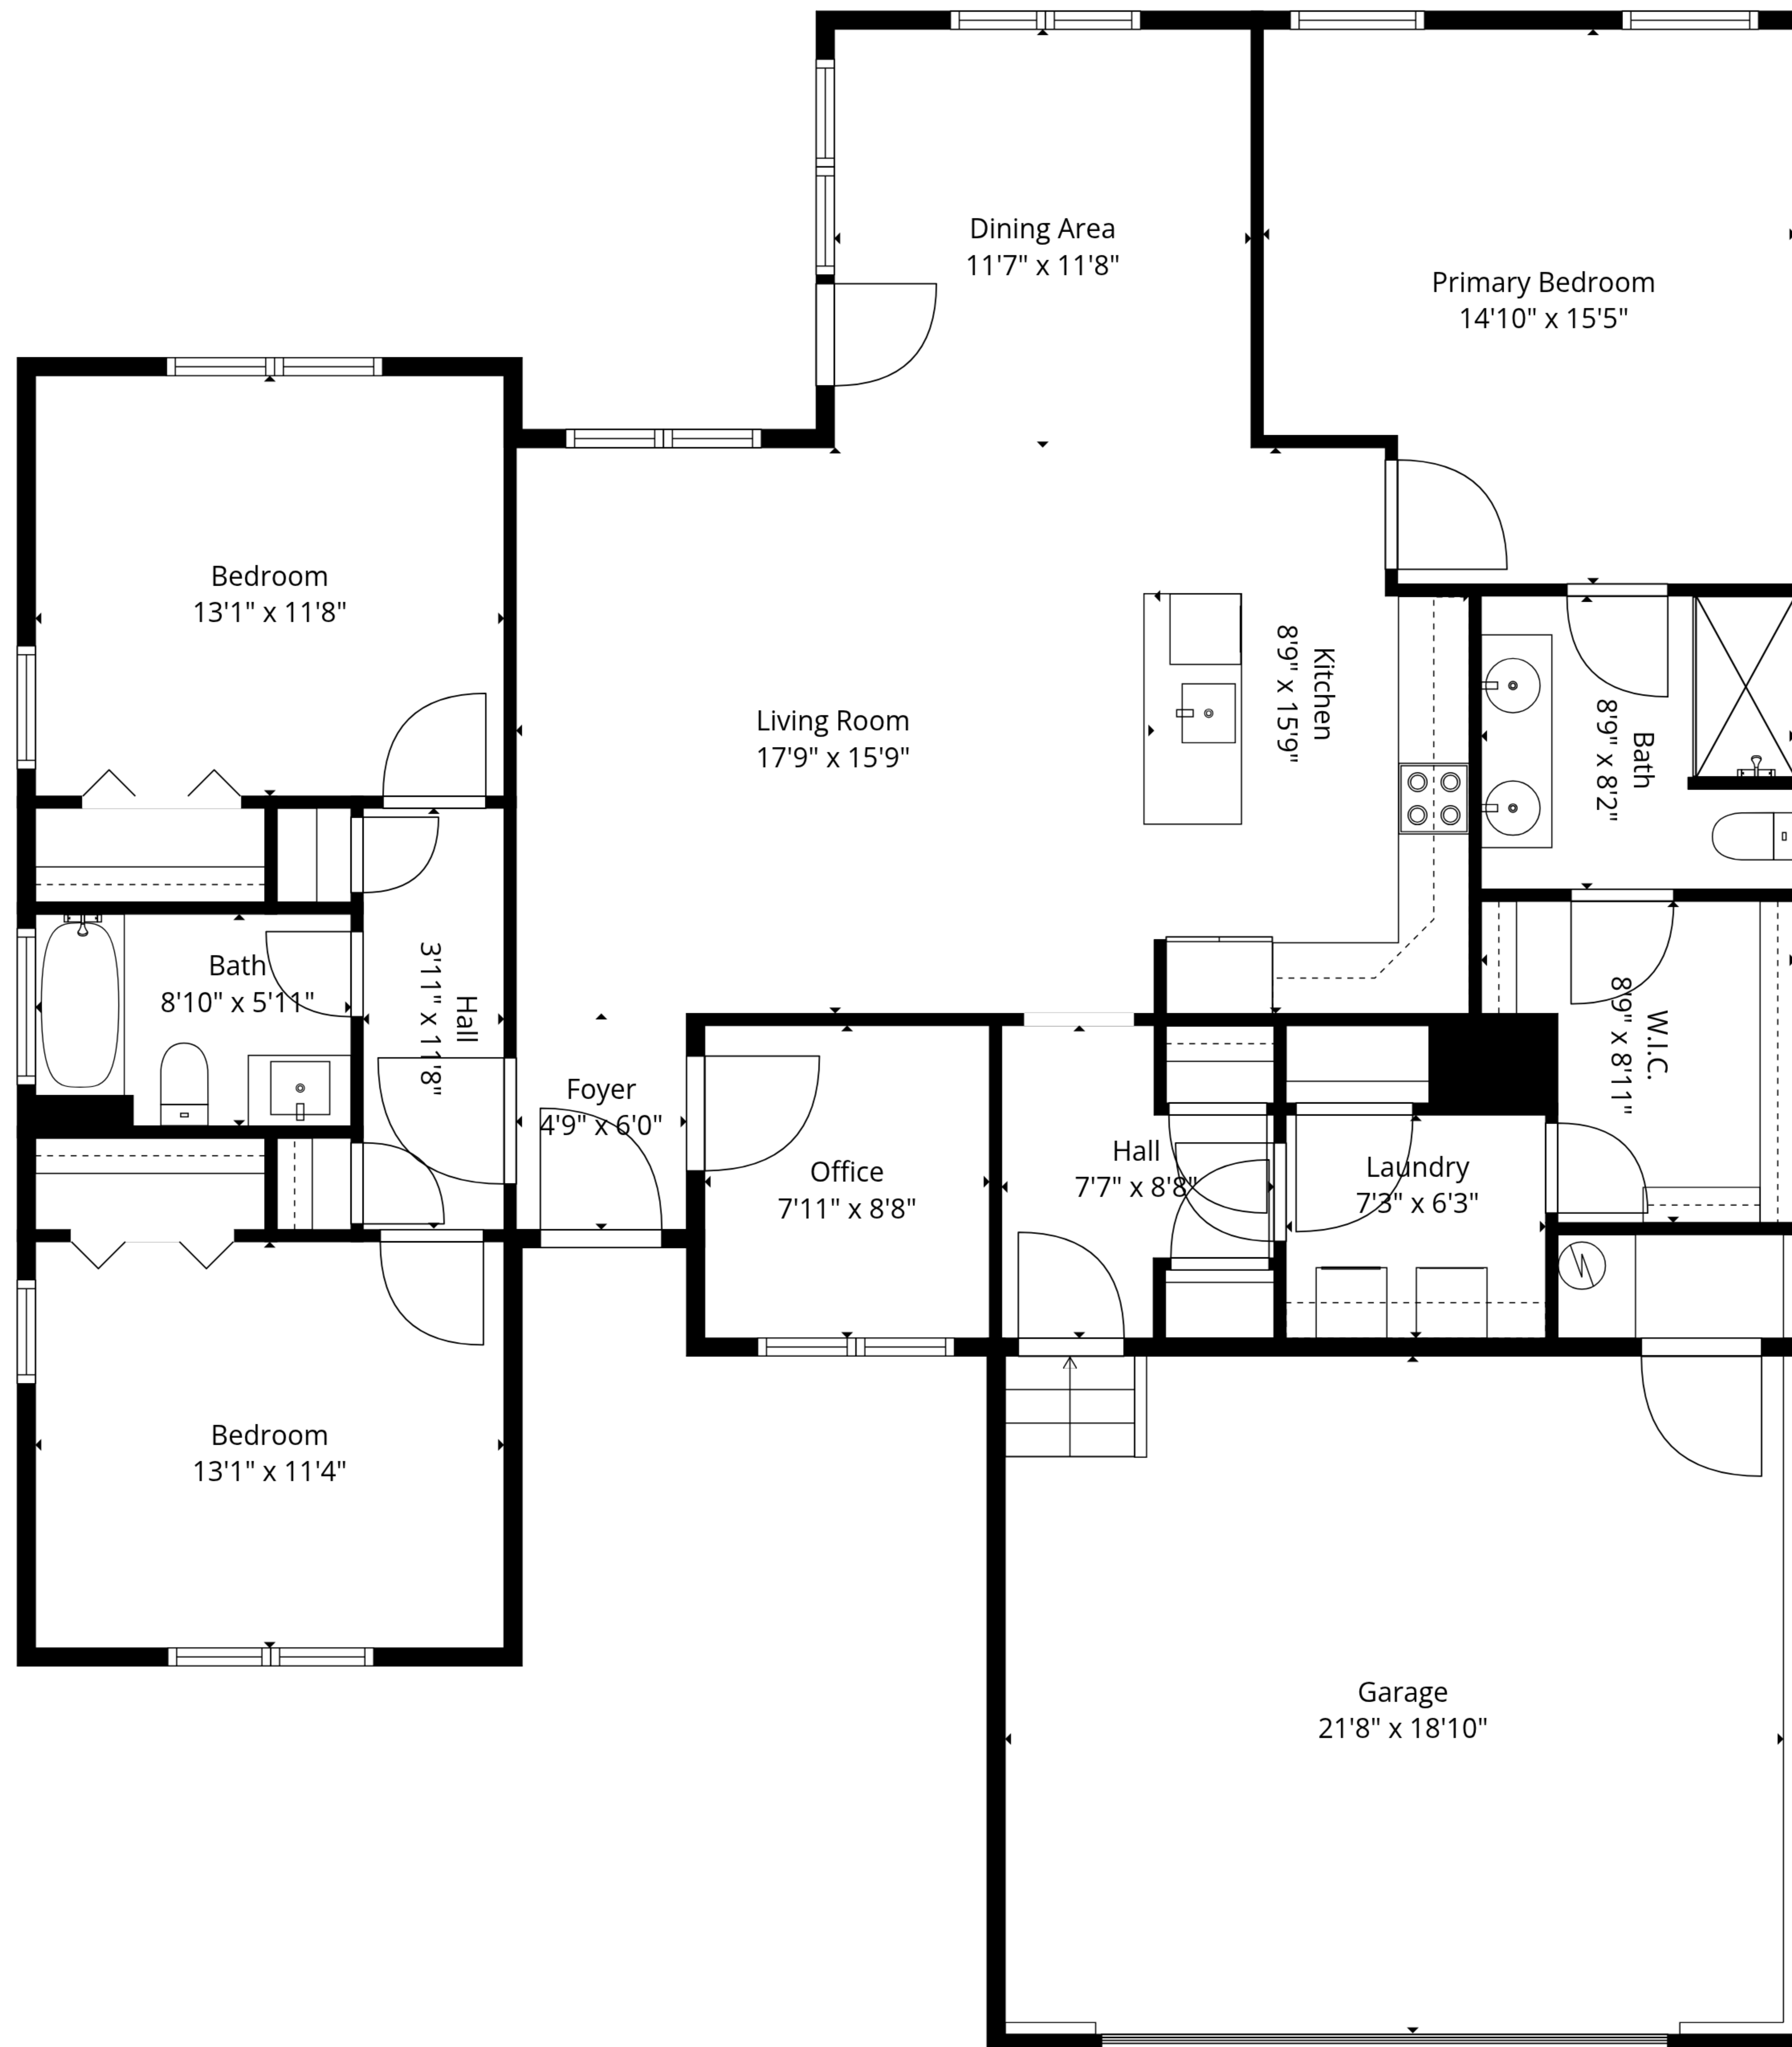 Dining Area
11'7" x 11'8"
Primary Bedroom
14'10" x 15'5"
Bedroom
13'1" x 11'8"
Living Room
17'9" x 15'9"
Kitchen
8'9" x 15'9"
Bath
8'9" x 8'2"
Bath
8'10" x 5'11"
Hall
3'11" x 11'8"
Foyer
4'9" x 6'0"
Office
7'11" x 8'8"
Hall
7'7" x 8'8"
Laundry
7'3" x 6'3"
W.I.C.
8'9" x 8'11"
Bedroom
13'1" x 11'4"
Garage
21'8" x 18'10"